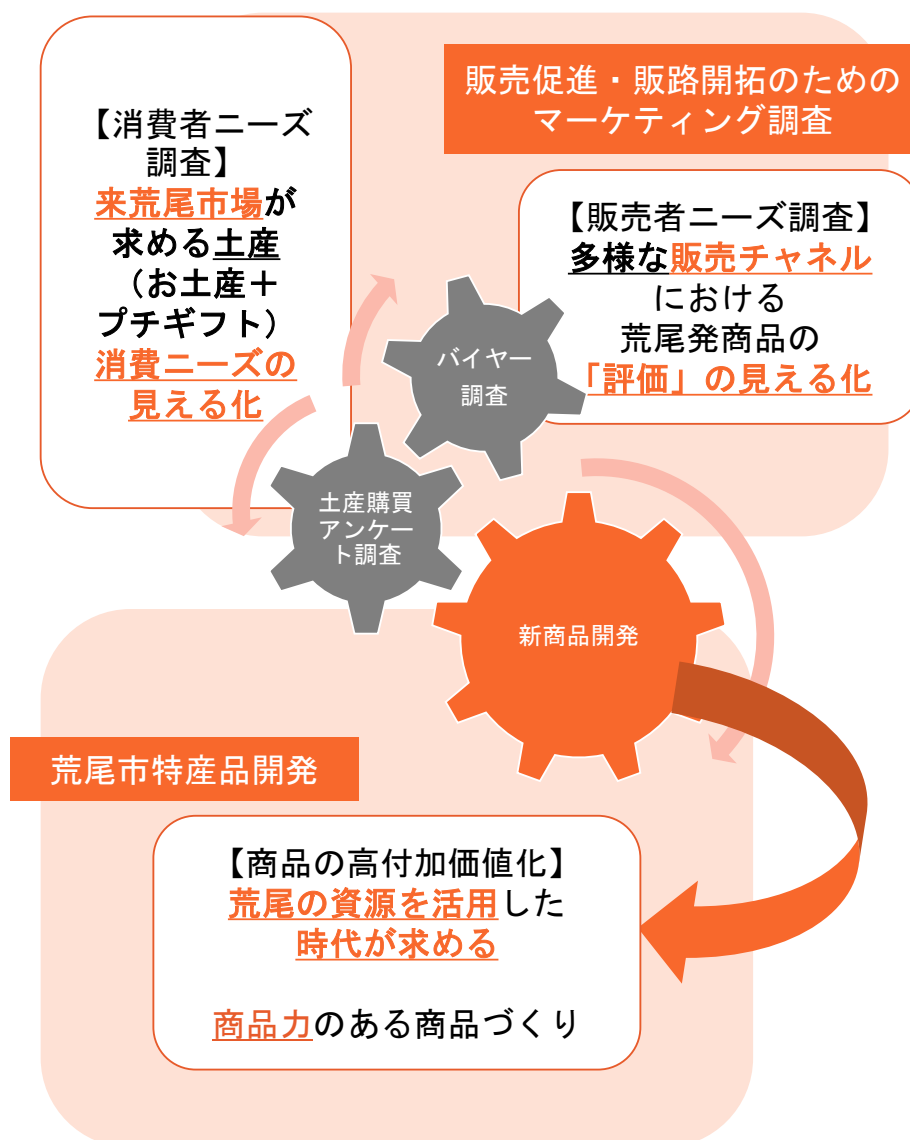 販売促進・販路開拓のための
マーケティング調査
【消費者ニーズ
調査】
来荒尾市場が
求める土産
（お土産＋
プチギフト）
消費ニーズの
見える化
【販売者ニーズ調査】
多様な販売チャネル
における
荒尾発商品の
「評価」の見える化
バイヤー
調査
土産購買
アンケー
ト調査
新商品開発
荒尾市特産品開発
【商品の高付加価値化】
荒尾の資源を活用した
時代が求める
商品力のある商品づくり